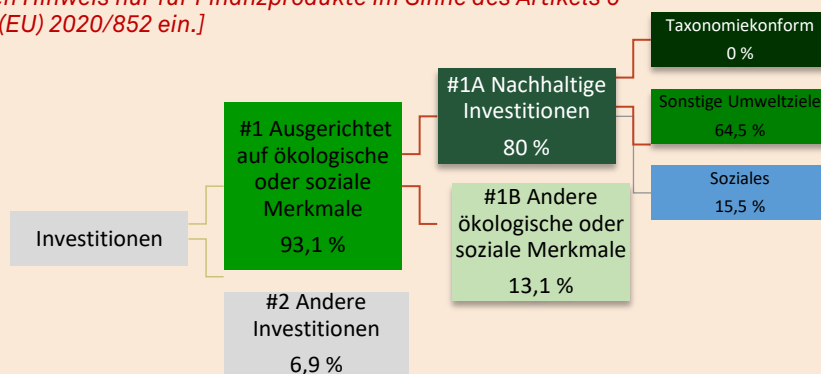 Hinweis nur für Finanzprodukte im Sinne des Artikels 6
(EU) 2020/852 ein.]
Taxonomiekonform
0 %
#1A Nachhaltige
Investitionen
80 %
Sonstige Umweltziele
64,5 %
#1 Ausgerichtet
auf ökologische
oder soziale
Merkmale
93,1 %
Soziales
15,5 %
#1B Andere
ökologische oder
soziale Merkmale
13,1 %
Investitionen
#2 Andere
Investitionen
6,9 %